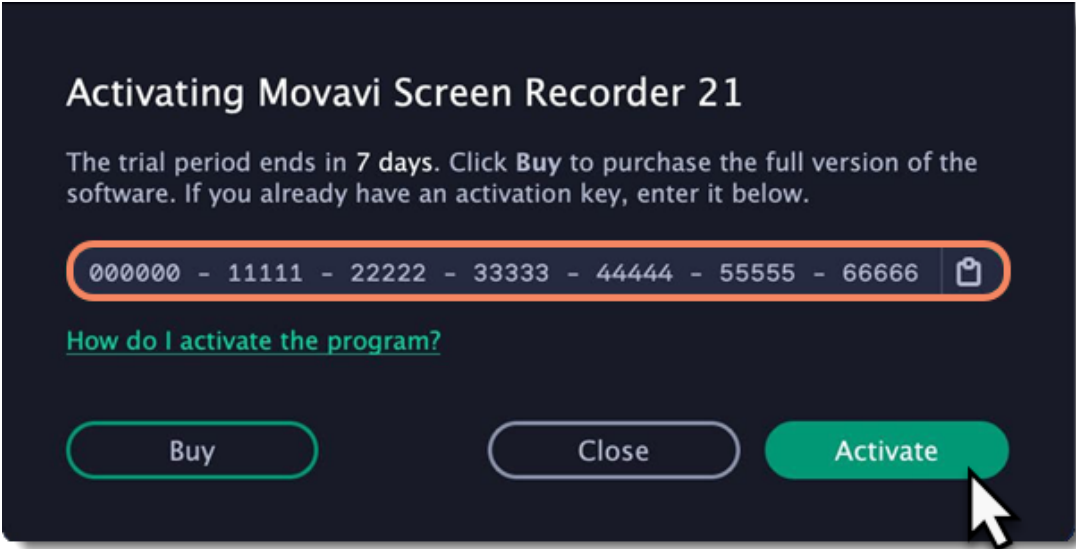 Activating Movavi Screen Recorder 21
The trial period ends in 7 days. Click Buy to purchase the full version of the
software. If you already have an activation key, enter it below.
000000 - 11111 - 22222 - 33333 - 44444 - 55555 - 66666
How do I activate the program?
Buy
Close
Activate